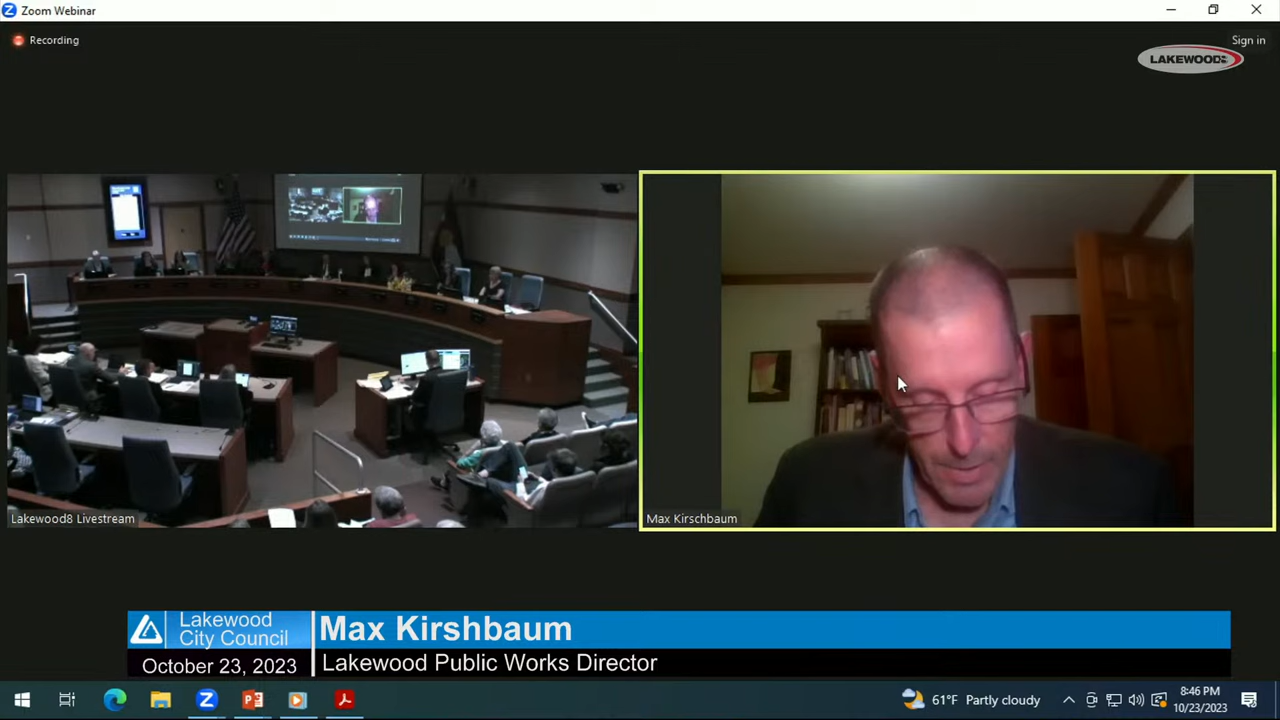 Zoom Webinar
Recording
Sign in
LAKEWOOD8
Lakewood8 Livestream
Max Kirschbaum
Lakewood
City Council
Max Kirshbaum
October 23, 2023
Lakewood Public Works Director
61°F Partly cloudy
8:46 PM
10/23/2023